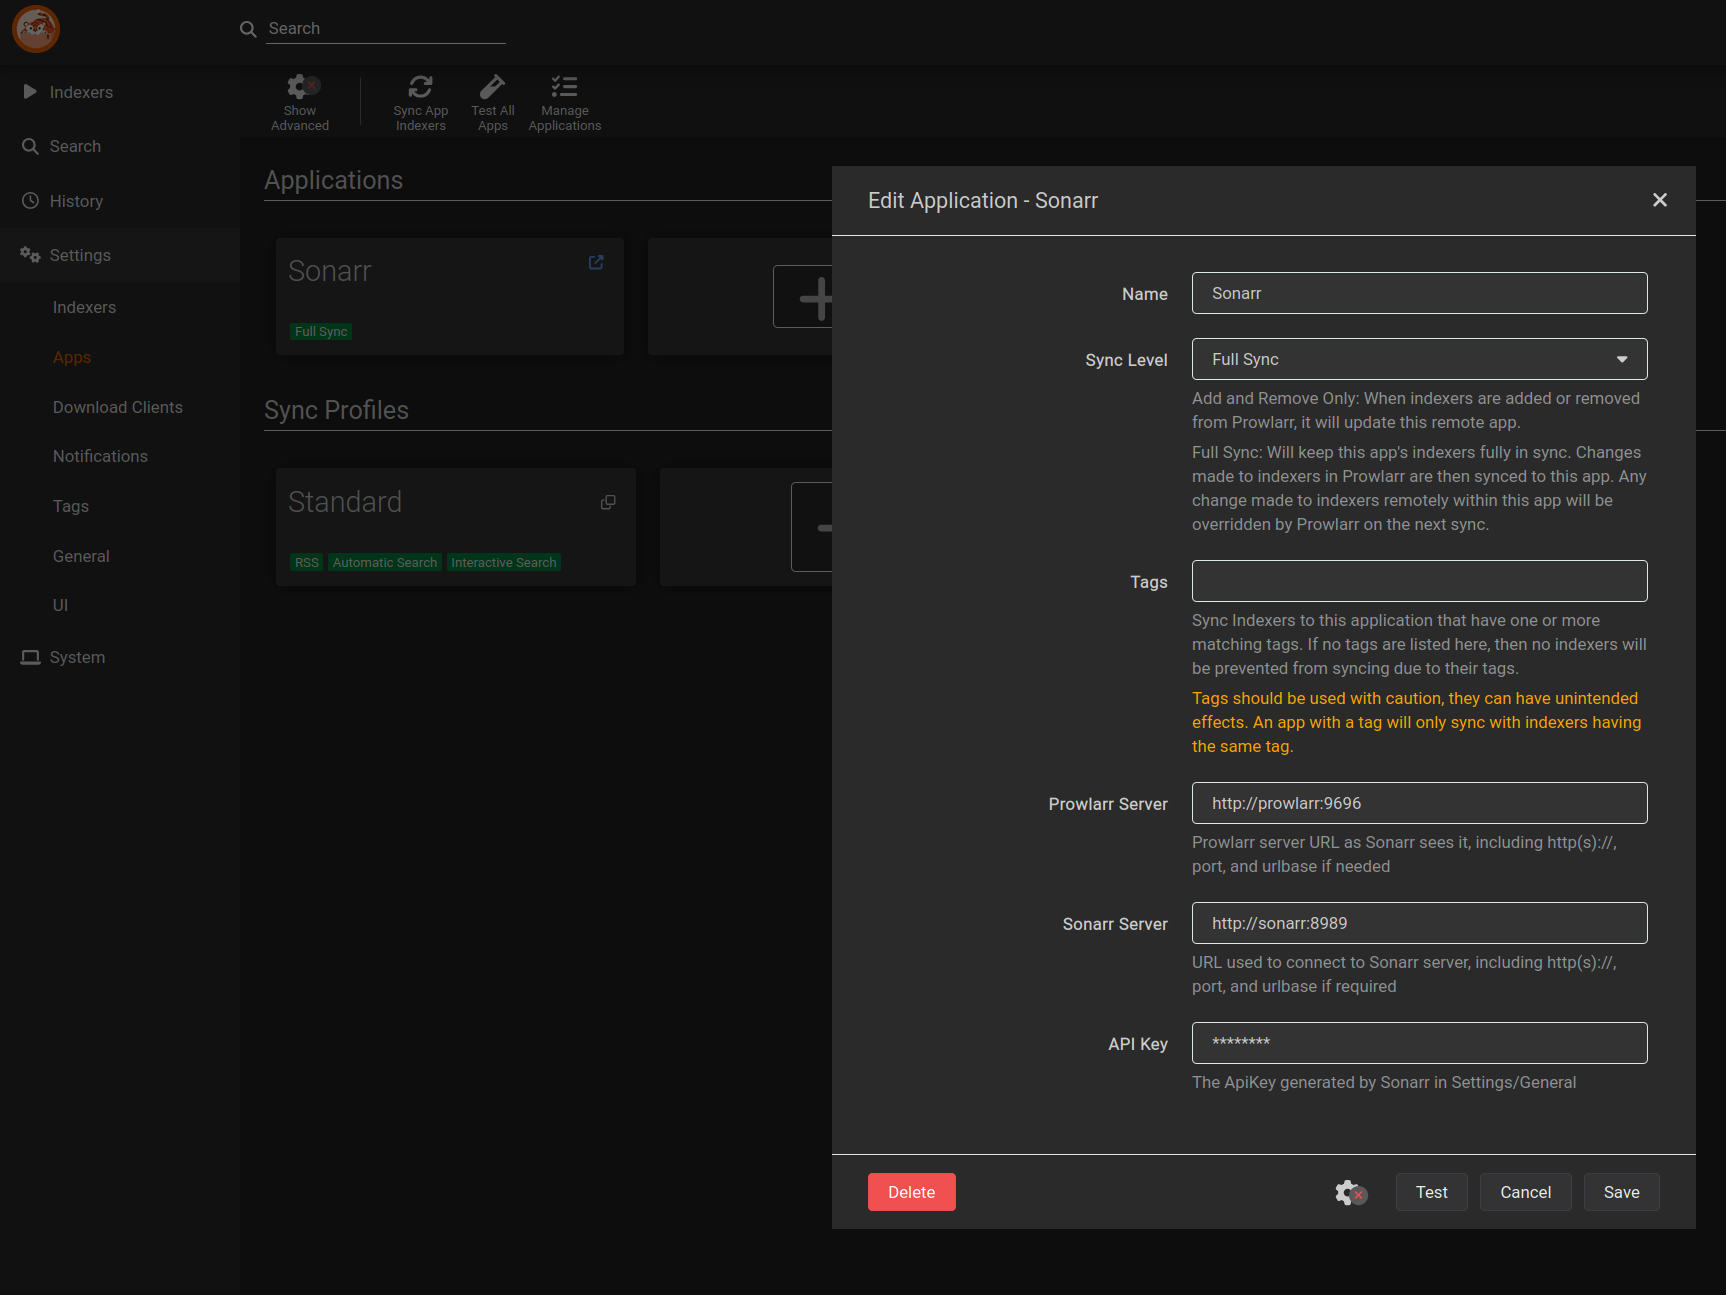 Search
Indexers
Search
History
Settings
Indexers
Apps
Download Clients
Notifications
Tags
General
UI
System
Show
Advanced
Sync App
Indexers
Test All
Apps
Manage
Applications
Applications
Sonarr
Full Sync
Sync Profiles
Standard
RSS Automatic Search Interactive Search
Edit Application - Sonarr
Name
Sonarr
Sync Level
Full Sync
Add and Remove Only: When indexers are added or removed
from Prowlarr, it will update this remote app.
Full Sync: Will keep this app's indexers fully in sync. Changes
made to indexers in Prowlarr are then synced to this app. Any
change made to indexers remotely within this app will be
overridden by Prowlarr on the next sync.
Tags
Sync Indexers to this application that have one or more
matching tags. If no tags are listed here, then no indexers will
be prevented from syncing due to their tags.
Tags should be used with caution, they can have unintended
effects. An app with a tag will only sync with indexers having
the same tag.
Prowlarr Server
http://prowlarr:9696
Prowlarr server URL as Sonarr sees it, including http(s)://,
port, and urlbase if needed
Sonarr Server
http://sonarr:8989
URL used to connect to Sonarr server, including http(s)://,
port, and urlbase if required
API Key
********
The ApiKey generated by Sonarr in Settings/General
Delete
Test
Cancel
Save